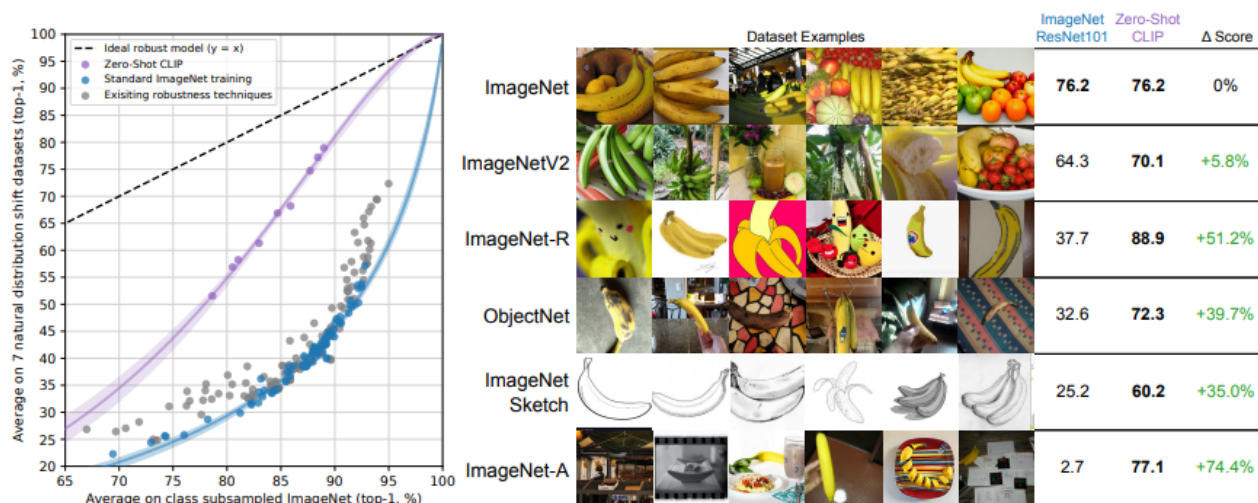 Average on 7 natural distribution shift datasets (top-1, %)
100
95
90
85
80
75
70
65
60
55
50
45
40
35
30
25
20
Ideal robust model (y = x)
Zero-Shot CLIP
Standard ImageNet training
Exisiting robustness techniques
65
70
75
80
85
90
95
100
Average on class subsampled ImageNet (top-1, %)
Dataset Examples
ImageNet
ResNet101
Zero-Shot
CLIP
Δ Score
ImageNet
76.2
76.2
0%
ImageNetV2
64.3
70.1
+5.8%
ImageNet-R
37.7
88.9
+51.2%
ObjectNet
32.6
72.3
+39.7%
ImageNet
Sketch
25.2
60.2
+35.0%
ImageNet-A
2.7
77.1
+74.4%